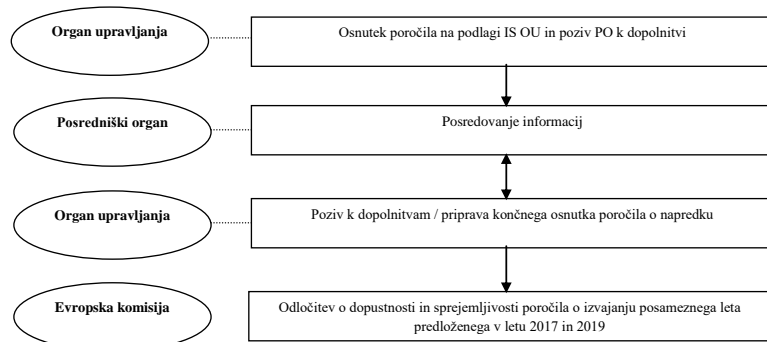 Organ upravljanja
Osnutek poročila na podlagi IS OU in poziv PO k dopolnitvi
Posredniški organ
Posredovanje informacij
Organ upravljanja
Poziv k dopolnitvam / priprava končnega osnutka poročila o napredku
Evropska komisija
Odločitev o dopustnosti in sprejemljivosti poročila o izvajanju posameznega leta
predloženega v letu 2017 in 2019